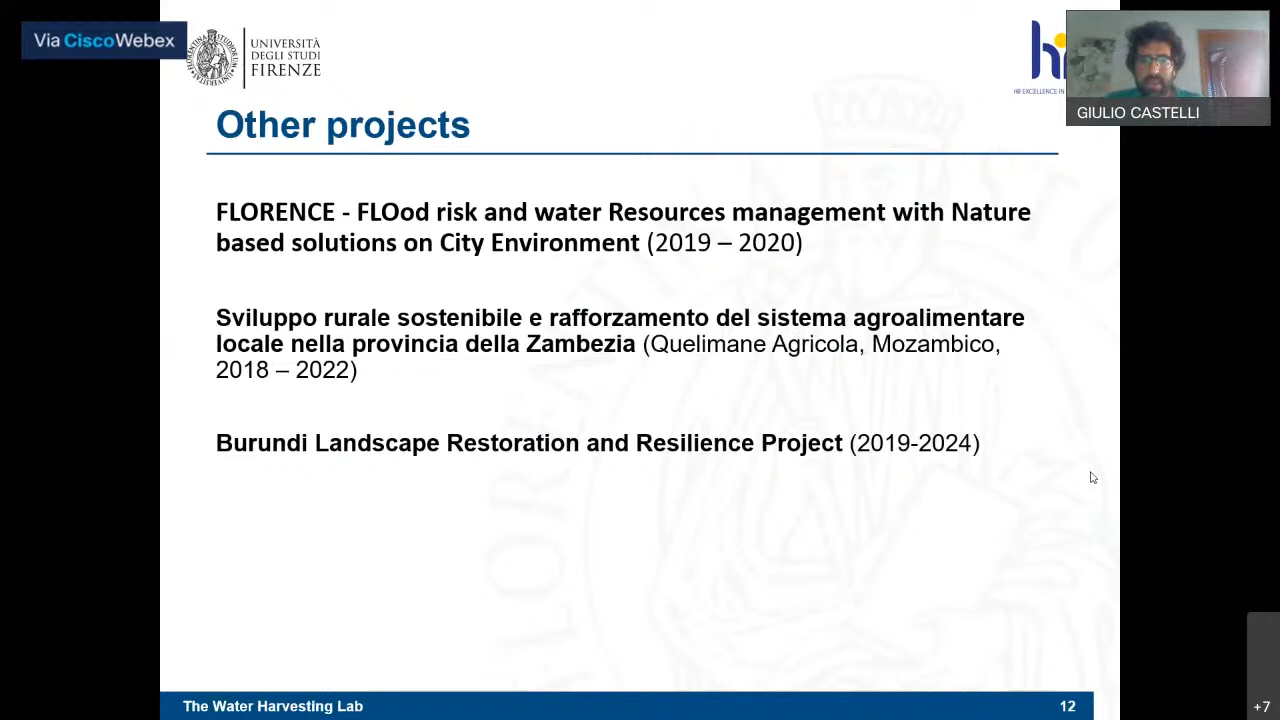 Via CiscoWebex
UNIVERSITÀ
DEGLI STUDI
FIRENZE
HR EXCELLENCE IN
GIULIO CASTELLI
Other projects
FLORENCE - FLOod risk and water Resources management with Nature
based solutions on City Environment (2019 – 2020)
Sviluppo rurale sostenibile e rafforzamento del sistema agroalimentare
locale nella provincia della Zambezia (Quelimane Agricola, Mozambico,
2018 – 2022)
Burundi Landscape Restoration and Resilience Project (2019-2024)
The Water Harvesting Lab
12
+7